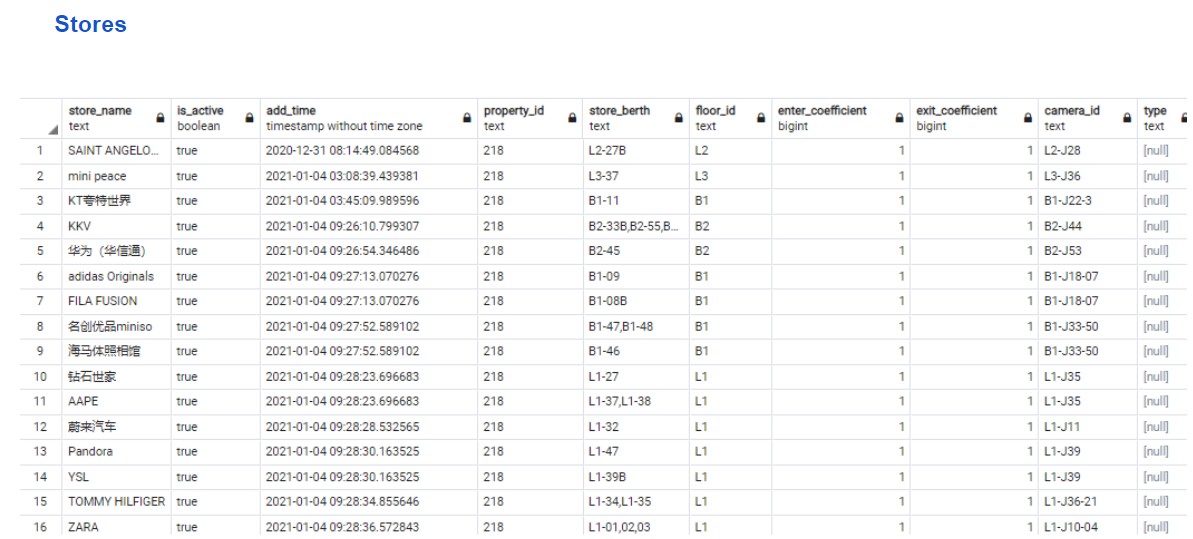 Stores
store_name is_active add_time property_id store_berth floor_id enter_coefficient exit_coefficient camera_id type
text boolean timestamp without time zone text text text bigint bigint text text
1 SAINT ANGELO... true 2020-12-31 08:14:49.084568 218 L2-27B L2 1 1 L2-J28 [null]
2 mini peace true 2021-01-04 03:08:39.439381 218 L3-37 L3 1 1 L3-J36 [null]
3 KT夸特世界 true 2021-01-04 03:45:09.989596 218 B1-11 B1 1 1 B1-J22-3 [null]
4 KKV true 2021-01-04 09:26:10.799307 218 B2-33B,B2-55,B... B2 1 1 B2-J44 [null]
5 华为（华信通） true 2021-01-04 09:26:54.346486 218 B2-45 B2 1 1 B2-J53 [null]
6 adidas Originals true 2021-01-04 09:27:13.070276 218 B1-09 B1 1 1 B1-J18-07 [null]
7 FILA FUSION true 2021-01-04 09:27:13.070276 218 B1-08B B1 1 1 B1-J18-07 [null]
8 名创优品miniso true 2021-01-04 09:27:52.589102 218 B1-47,B1-48 B1 1 1 B1-J33-50 [null]
9 海马体照相馆 true 2021-01-04 09:27:52.589102 218 B1-46 B1 1 1 B1-J33-50 [null]
10 钻石世家 true 2021-01-04 09:28:23.696683 218 L1-27 L1 1 1 L1-J35 [null]
11 AAPE true 2021-01-04 09:28:23.696683 218 L1-37,L1-38 L1 1 1 L1-J35 [null]
12 蔚来汽车 true 2021-01-04 09:28:28.532565 218 L1-32 L1 1 1 L1-J11 [null]
13 Pandora true 2021-01-04 09:28:30.163525 218 L1-47 L1 1 1 L1-J39 [null]
14 YSL true 2021-01-04 09:28:30.163525 218 L1-39B L1 1 1 L1-J39 [null]
15 TOMMY HILFIGER true 2021-01-04 09:28:34.855646 218 L1-34,L1-35 L1 1 1 L1-J36-21 [null]
16 ZARA true 2021-01-04 09:28:36.572843 218 L1-01,02,03 L1 1 1 L1-J10-04 [null]